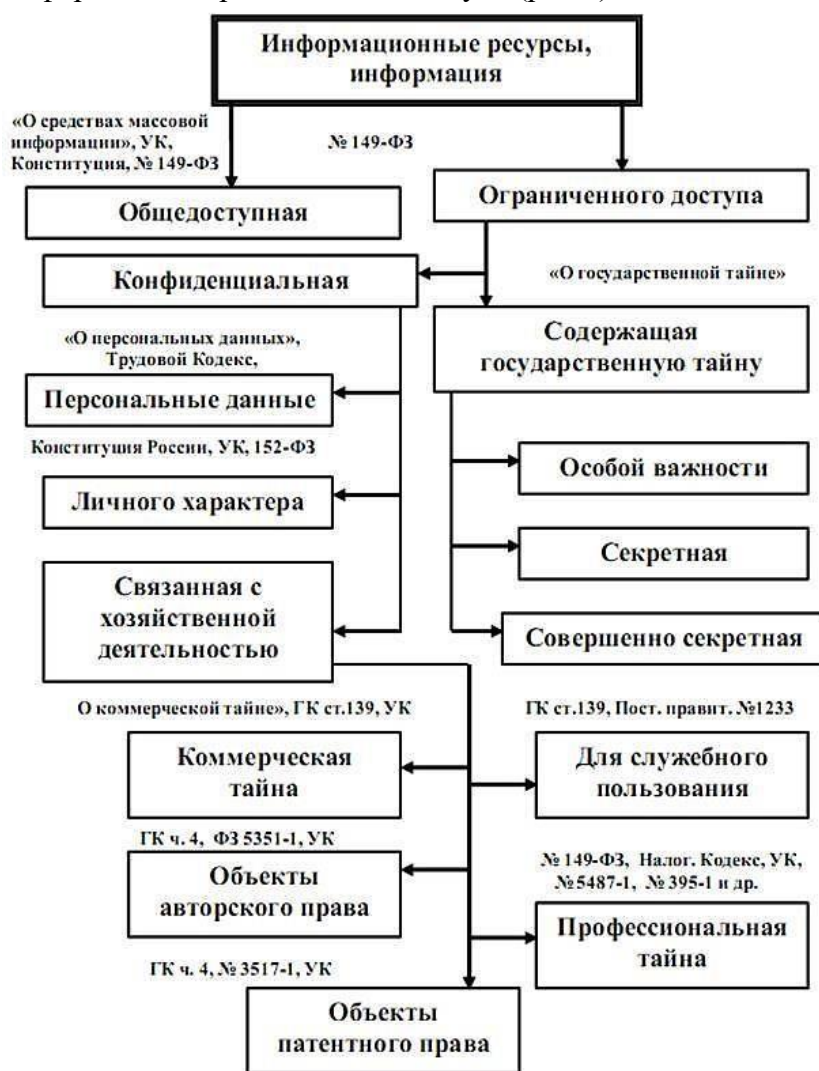 Информационные ресурсы,
информация
«О средствах массовой
информации», УК,
Конституция, № 149-ФЗ
№ 149-ФЗ
Общедоступная
Ограниченного доступа
Конфиденциальная
«О государственной тайне»
Содержащая
государственную тайну
«О персональных данных»,
Трудовой Кодекс,
Персональные данные
Конституция России, УК, 152-ФЗ
Особой важности
Личного характера
Секретная
Связанная с
хозяйственной
деятельностью
Совершенно секретная
О коммерческой тайне», ГК ст.139, УК
ГК ст.139, Пост. правит. №1233
Коммерческая
тайна
Для служебного
пользования
ГК ч. 4, ФЗ 5351-1, УК
Объекты
авторского права
№ 149-ФЗ, Налог. Кодекс, УК,
№ 5487-1, № 395-1 и др.
Профессиональная
тайна
ГК ч. 4, № 3517-1, УК
Объекты
патентного права